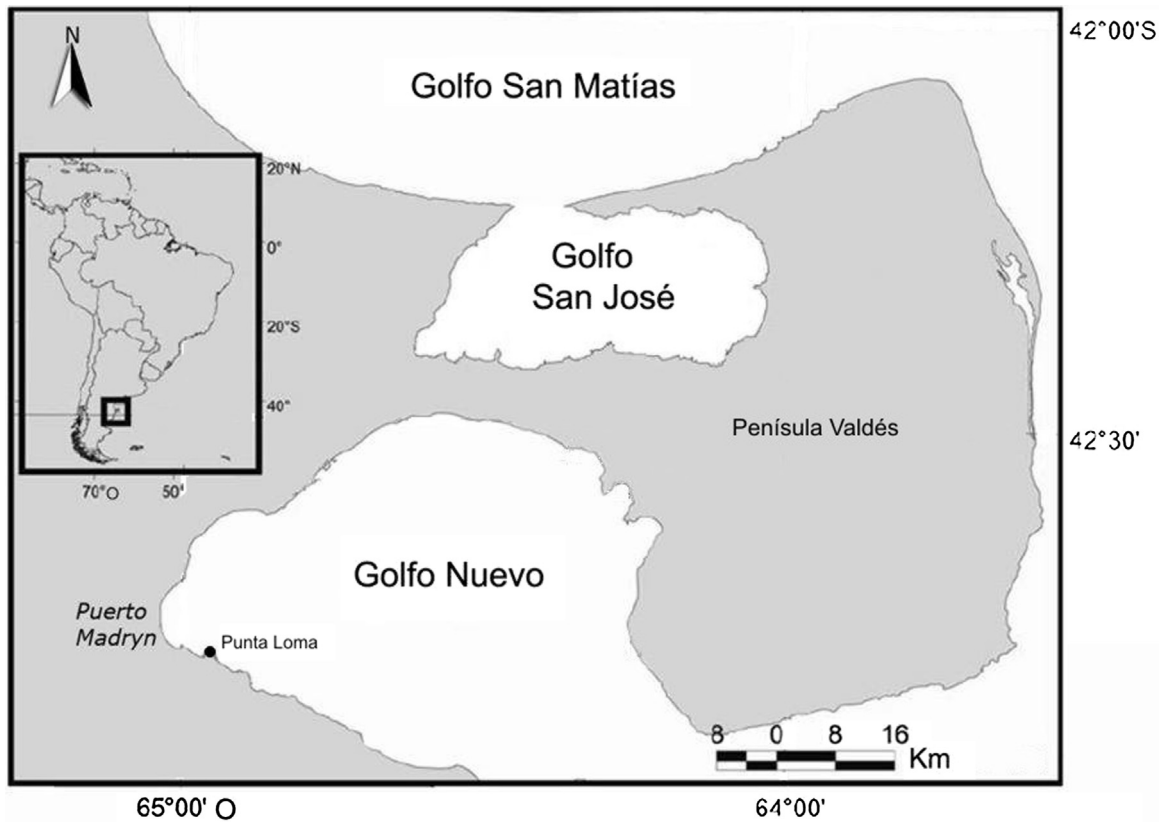 42°00'S
N
Golfo San Matías
20°N
0°
20°S
40°
70°O
50'
Golfo
San José
Penísula Valdés
42°30'
Golfo Nuevo
Puerto
Madryn
Punta Loma
8 0 8 16
Km
65°00' O
64°00'